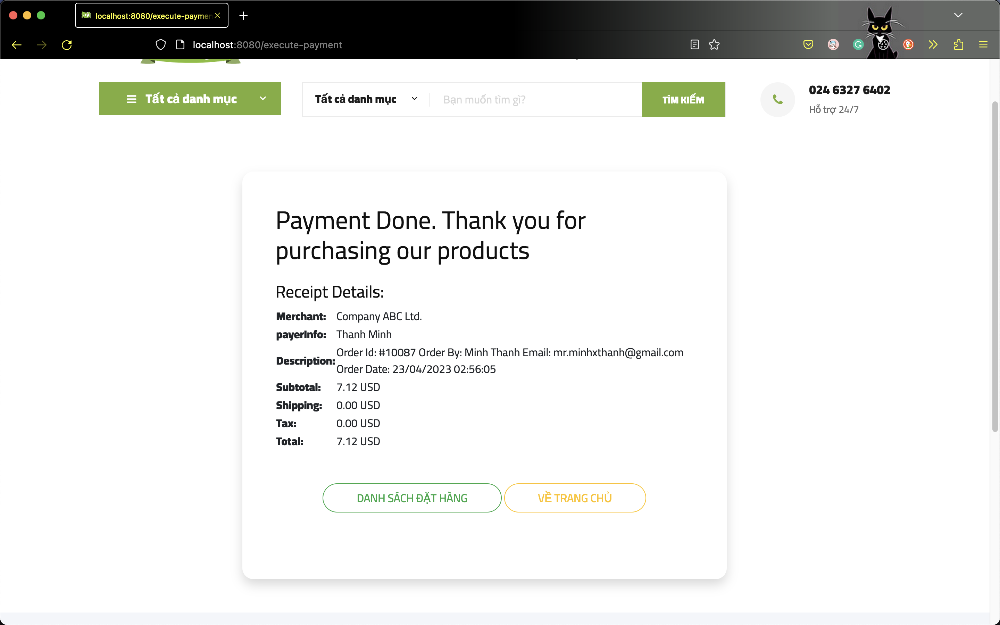 localhost:8080/execute-paymen
localhost:8080/execute-payment
Tất cả danh mục
Tất cả danh mục
Bạn muốn tìm gì?
TÌM KIẾM
024 6327 6402
Hỗ trợ 24/7
Payment Done. Thank you for
purchasing our products
Receipt Details:
Merchant: Company ABC Ltd.
payerInfo: Thanh Minh
Description: Order Id: #10087 Order By: Minh Thanh Email: mr.minhxthanh@gmail.com
Order Date: 23/04/2023 02:56:05
Subtotal: 7.12 USD
Shipping: 0.00 USD
Tax: 0.00 USD
Total: 7.12 USD
DANH SÁCH ĐẶT HÀNG
VỀ TRANG CHỦ